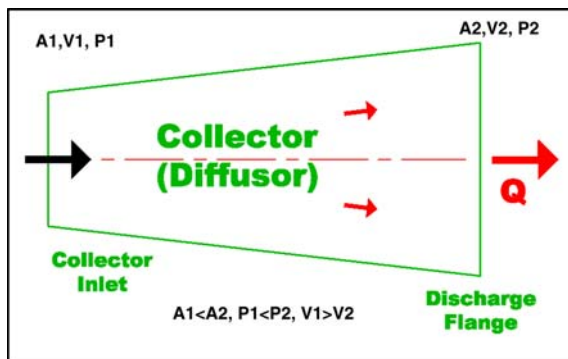 A1,V1, P1
A2,V2, P2
Collector
(Diffusor)
Q
Collector
Inlet
Discharge
Flange
A1<A2, P1<P2, V1>V2